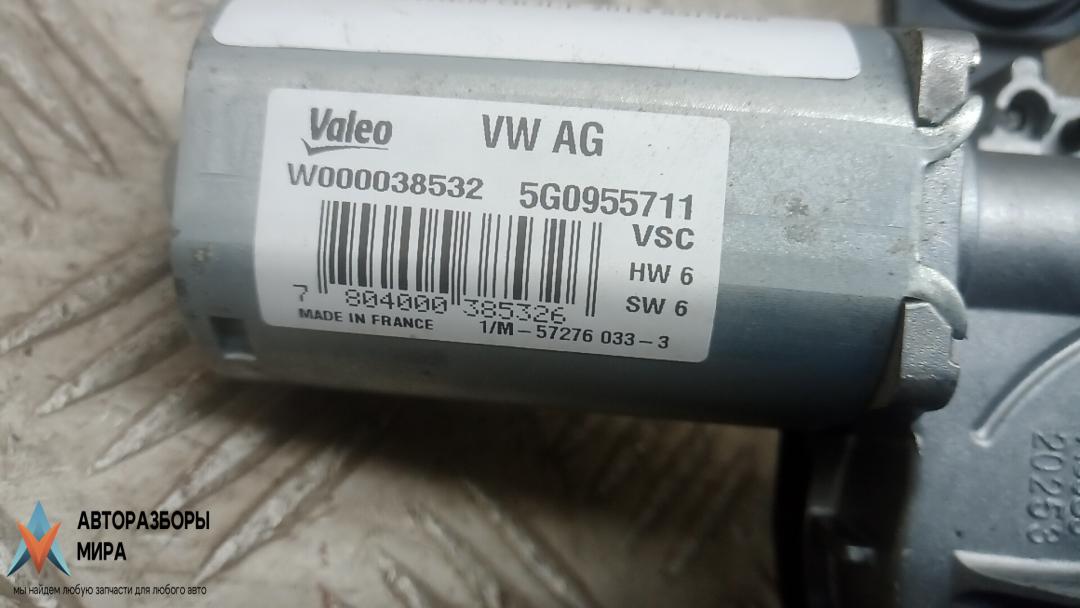 Valeo VW AG
W000038532 5G0955711
VSC
HW 6
SW 6
7 804000 385326
MADE IN FRANCE 1/M-57276 033-3
20253
АВТОРАЗБОРЫ
МИРА
мы найдем любую запчасти для любого авто